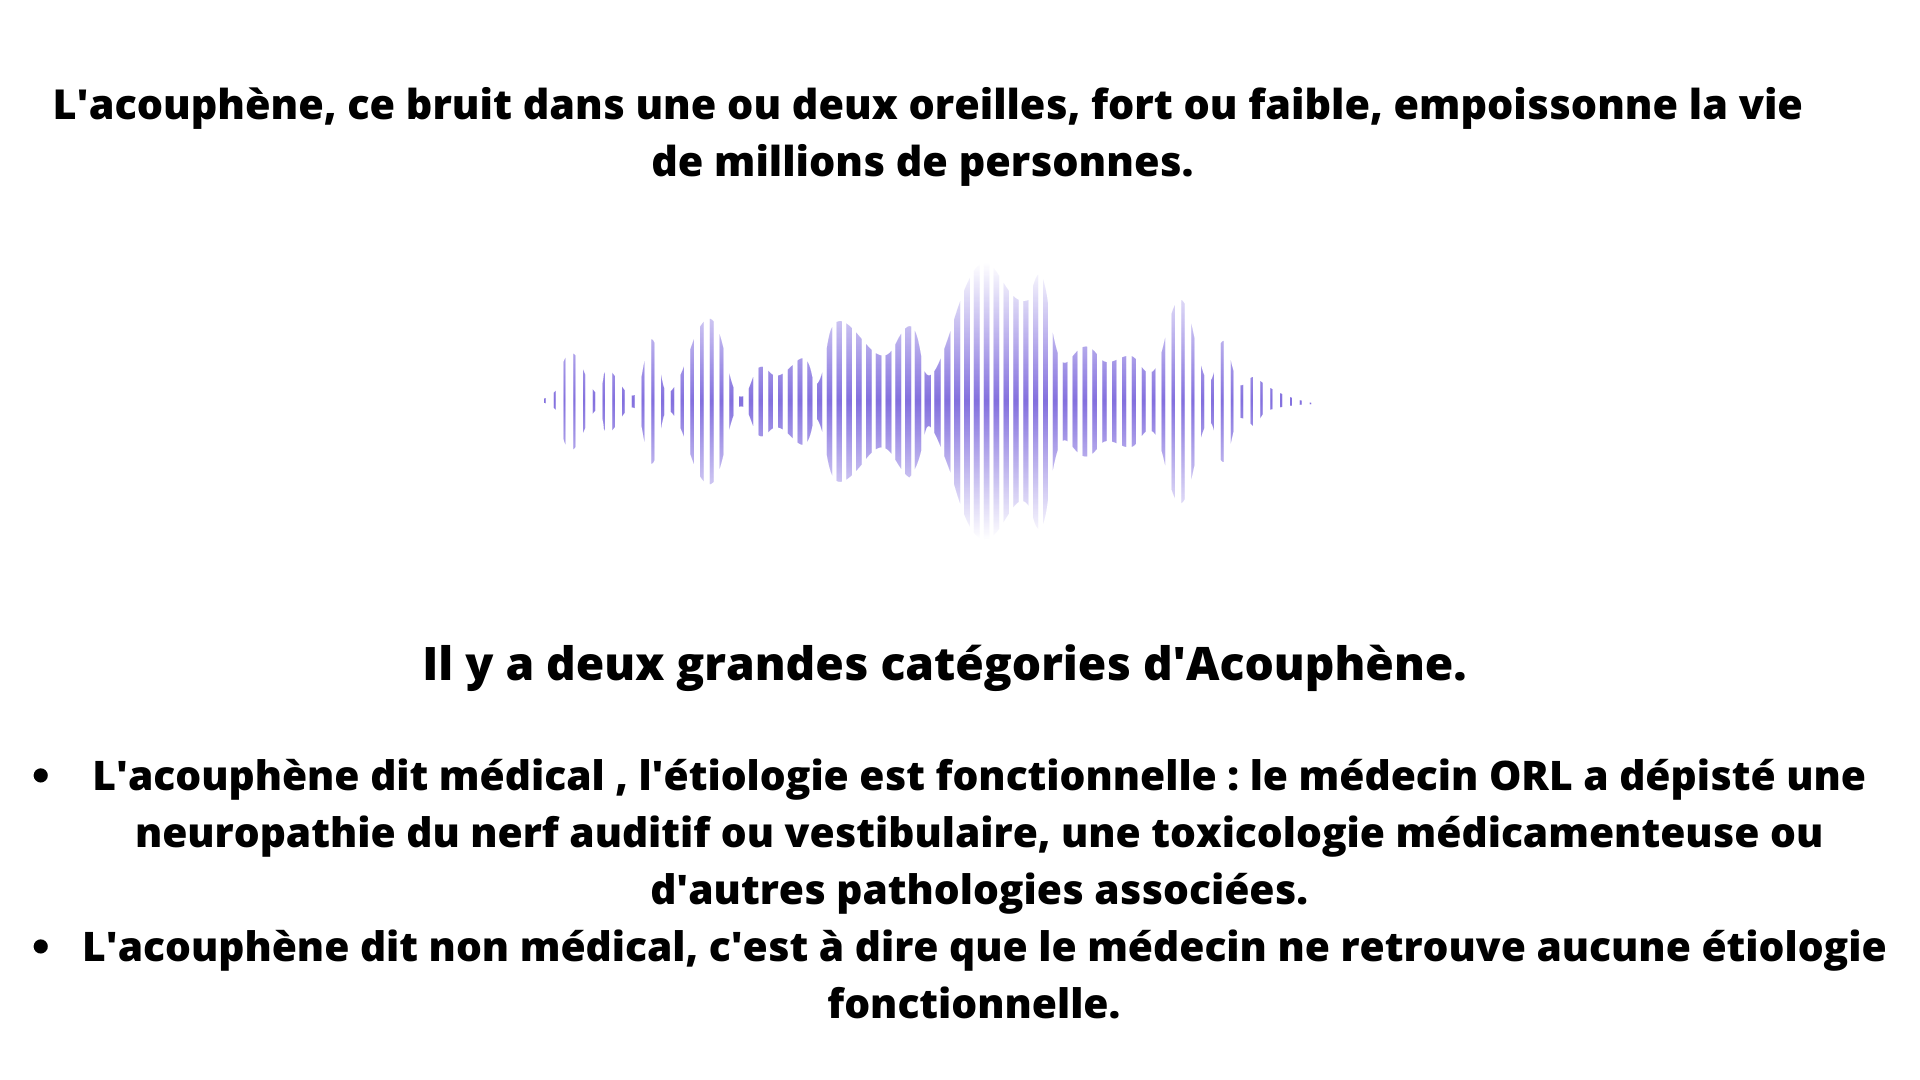 L'acouphène, ce bruit dans une ou deux oreilles, fort ou faible, empoissonne la vie
de millions de personnes.
Il y a deux grandes catégories d'Acouphène.
• L'acouphène dit médical , l'étiologie est fonctionnelle : le médecin ORL a dépisté une
neuropathie du nerf auditif ou vestibulaire, une toxicologie médicamenteuse ou
d'autres pathologies associées.
• L'acouphène dit non médical, c'est à dire que le médecin ne retrouve aucune étiologie
fonctionnelle.